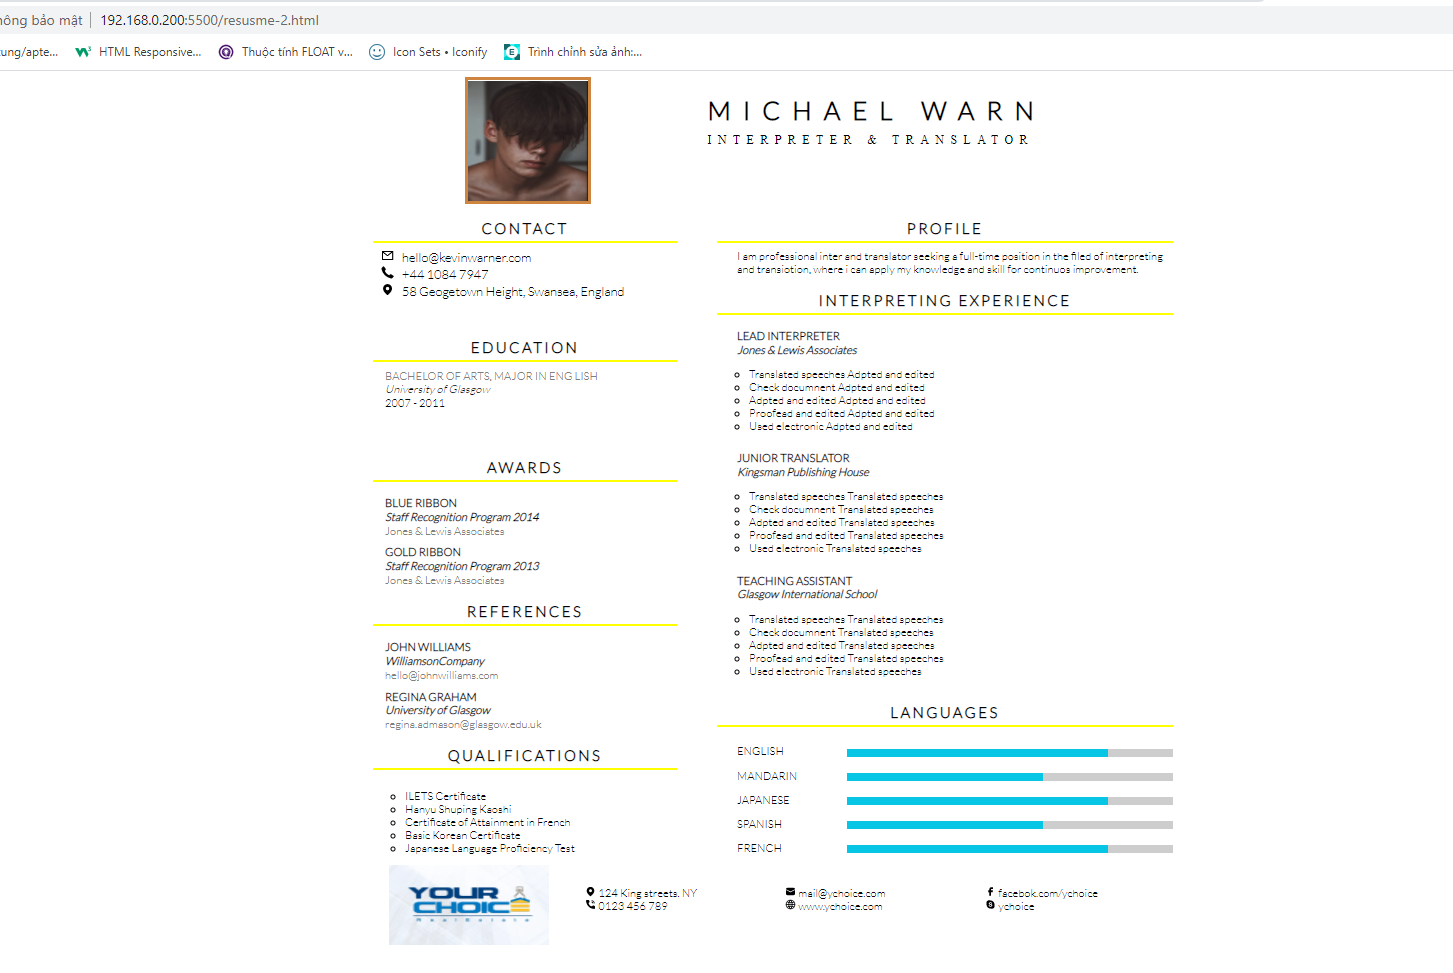 hông bảo mật 192.168.0.200:5500/resusme-2.html
ung/apte... HTML Responsive... Thuộc tính FLOAT v... Icon Sets • Iconify Trình chỉnh sửa ảnh:...
MICHAEL WARN
INTERPRETER & TRANSLATOR
CONTACT
hello@kevinwarner.com
+44 1084 7947
58 Geogetown Height, Swansea, England
EDUCATION
BACHELOR OF ARTS, MAJOR IN ENG LISH
University of Glasgow
2007 - 2011
AWARDS
BLUE RIBBON
Staff Recognition Program 2014
Jones & Lewis Associates
GOLD RIBBON
Staff Recognition Program 2013
Jones & Lewis Associates
REFERENCES
JOHN WILLIAMS
WilliamsonCompany
hello@johnwilliams.com
REGINA GRAHAM
University of Glasgow
regina.admason@glasgow.edu.uk
QUALIFICATIONS
ILETS Certificate
Hanyu Shuping Kaoshi
Certificate of Attainment in French
Basic Korean Certificate
Japanese Language Proficiency Test
PROFILE
I am professional inter and translator seeking a full-time position in the filed of interpreting
and transiotion, where i can apply my knowledge and skill for continuos improvement.
INTERPRETING EXPERIENCE
LEAD INTERPRETER
Jones & Lewis Associates
Translated speeches Adpted and edited
Check documnent Adpted and edited
Adpted and edited Adpted and edited
Proofead and edited Adpted and edited
Used electronic Adpted and edited
JUNIOR TRANSLATOR
Kingsman Publishing House
Translated speeches Translated speeches
Check documnent Translated speeches
Adpted and edited Translated speeches
Proofead and edited Translated speeches
Used electronic Translated speeches
TEACHING ASSISTANT
Glasgow International School
Translated speeches Translated speeches
Check documnent Translated speeches
Adpted and edited Translated speeches
Proofead and edited Translated speeches
Used electronic Translated speeches
LANGUAGES
ENGLISH
MANDARIN
JAPANESE
SPANISH
FRENCH
YOUR
CHOICE
RealEstate
124 King streets. NY
0123 456 789
mail@ychoice.com
www.ychoice.com
facebok.com/ychoice
ychoice